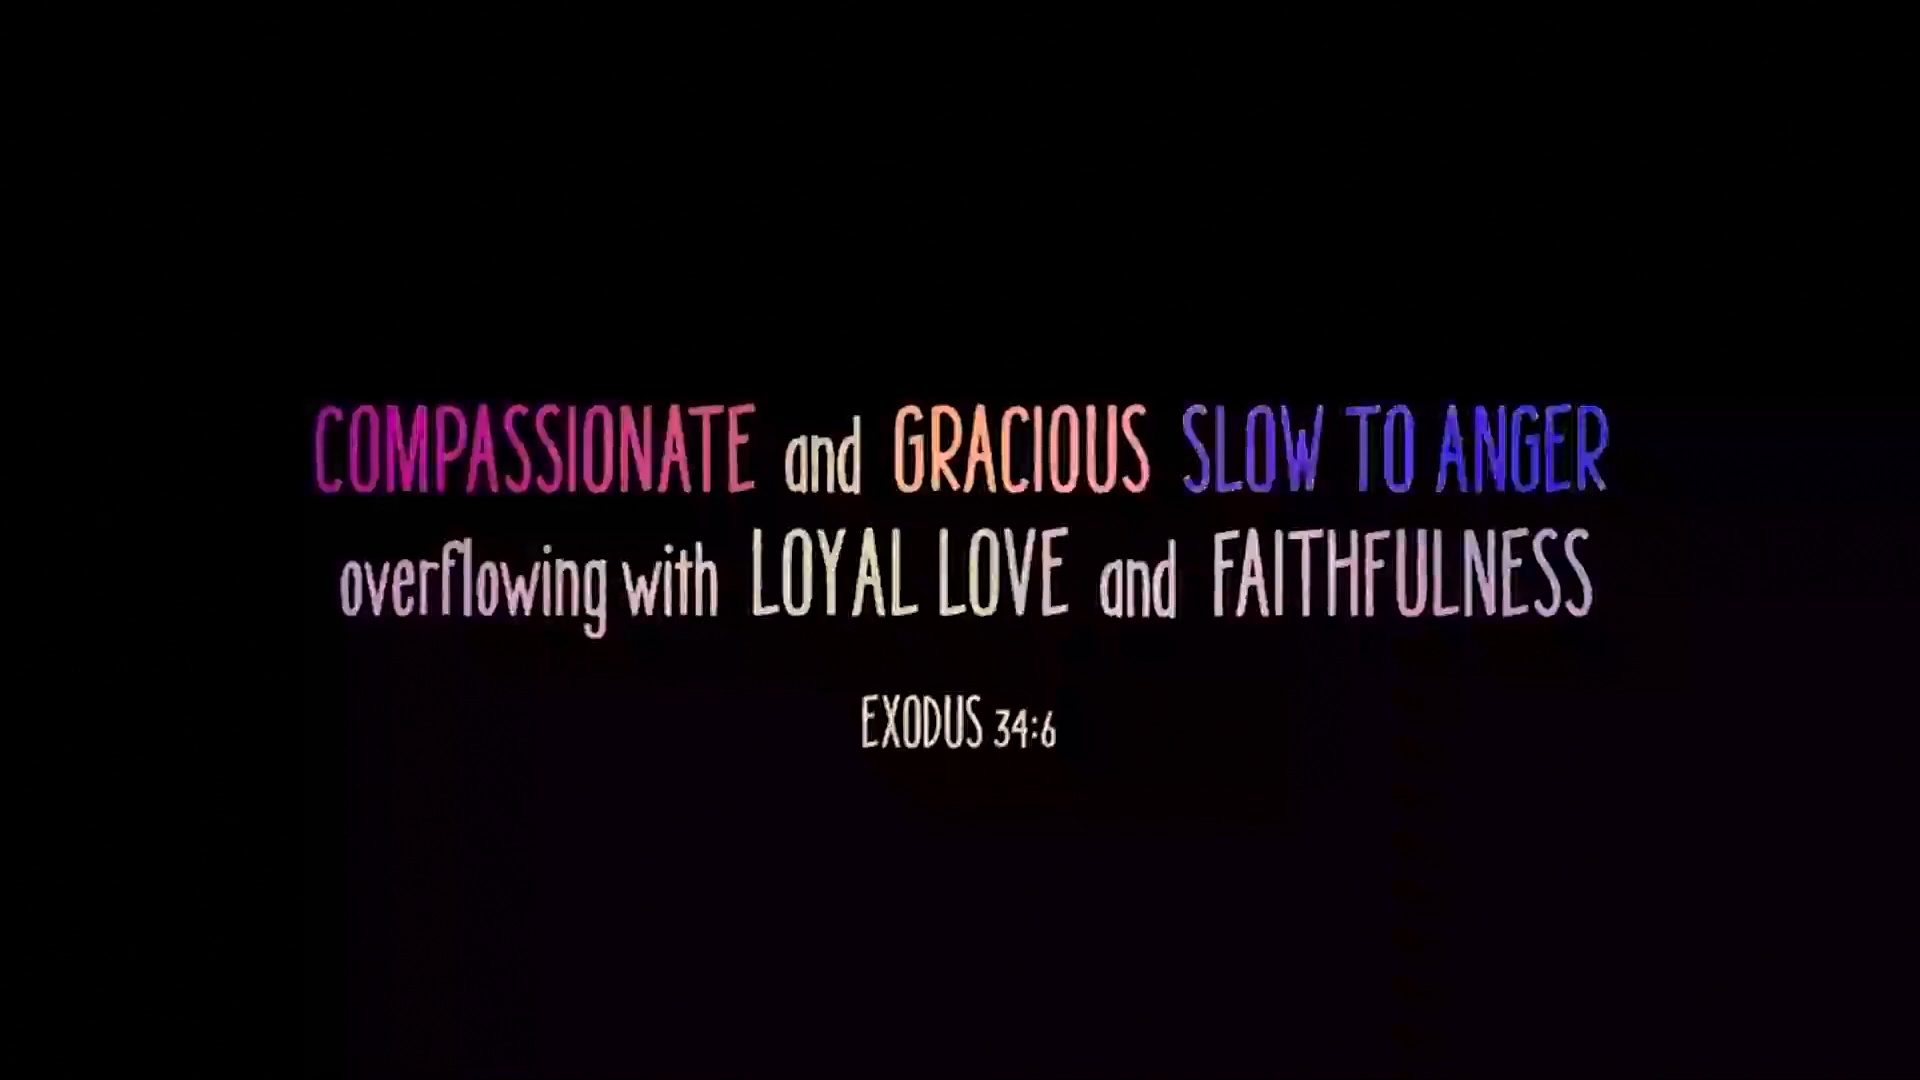 COMPASSIONATE and GRACIOUS SLOW TO ANGER
overflowing with LOYAL LOVE and FAITHFULNESS
EXODUS 34:6